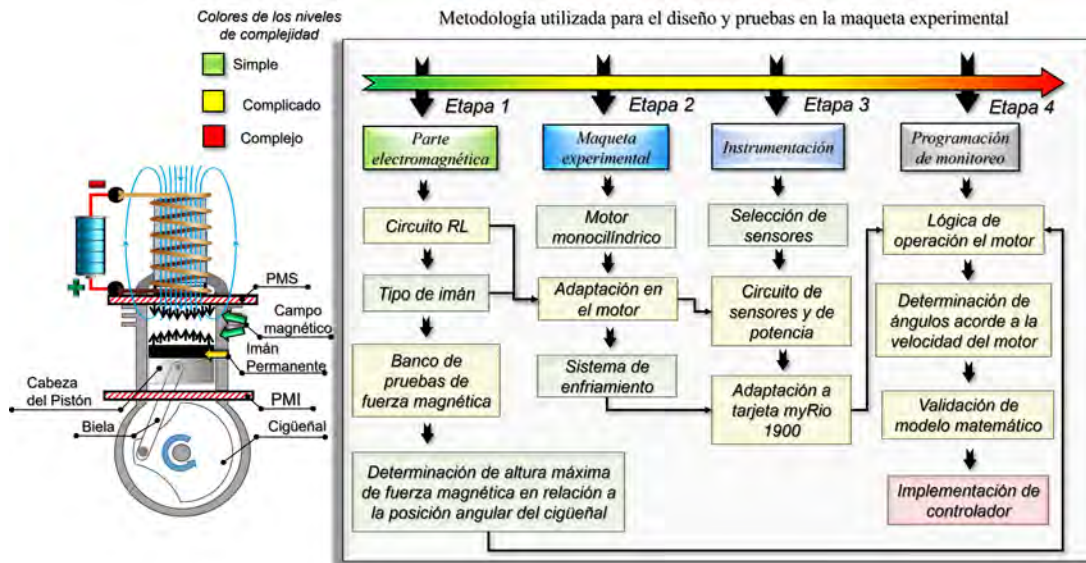 Colores de los niveles
de complejidad
Simple
Complicado
Complejo
PMS
Campo
magnético
Imán
Permanente
Cabeza
del Pistón
PMI
Biela
Cigüeñal
Metodología utilizada para el diseño y pruebas en la maqueta experimental
Etapa 1
Etapa 2
Etapa 3
Etapa 4
Parte
electromagnética
Circuito RL
Tipo de imán
Banco de
pruebas de
fuerza magnética
Determinación de altura máxima
de fuerza magnética en relación a
la posición angular del cigüeñal
Maqueta
experimental
Motor
monocilíndrico
Adaptación en
el motor
Sistema de
enfriamiento
Instrumentación
Selección de
sensores
Circuito de
sensores y de
potencia
Adaptación a
tarjeta myRio
1900
Programación
de monitoreo
Lógica de
operación el motor
Determinación de
ángulos acorde a la
velocidad del motor
Validación de
modelo matemático
Implementación de
controlador